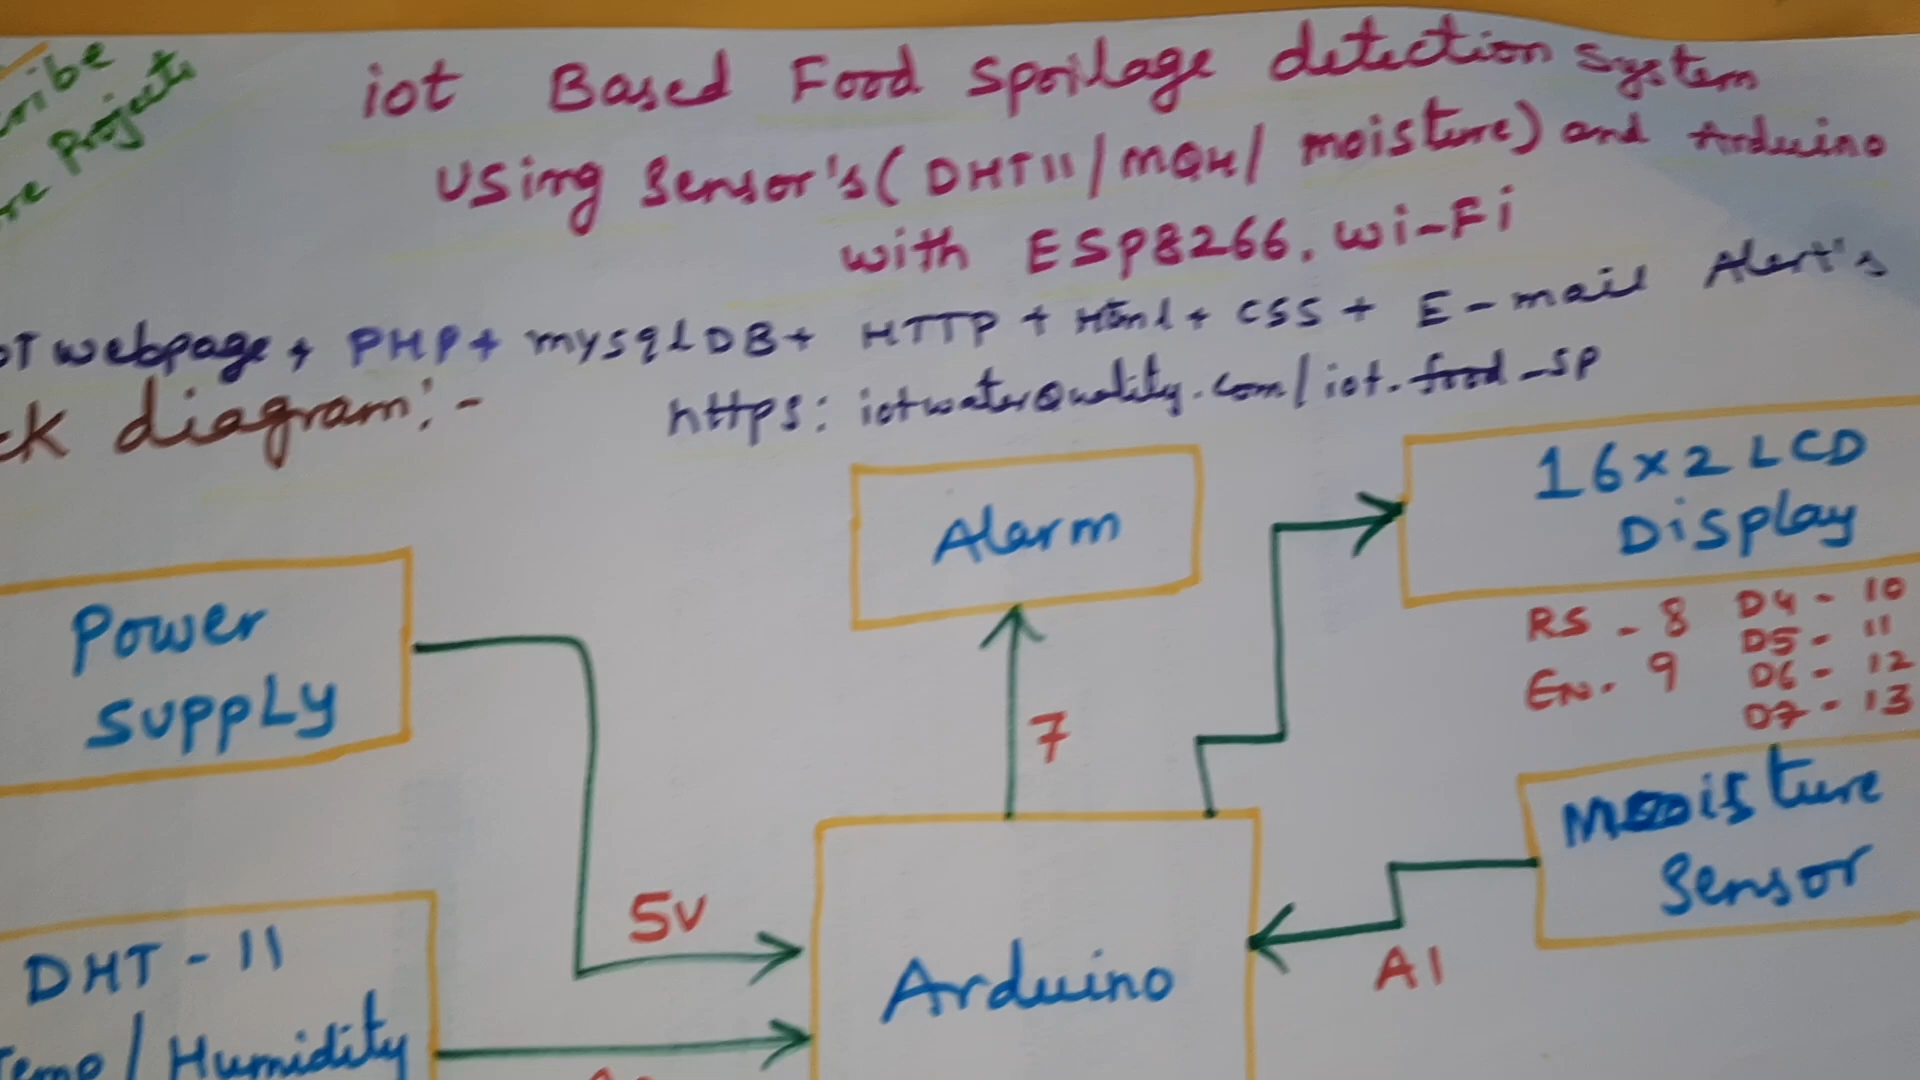 iot Based Food Spoilage detection System
Using Sensor's (DHT11/MQ4/ moisture) and Arduino
with ESP8266, Wi-Fi
webpage + PHP + mysqLDB + HTTP + Html + CSS + E-mail Alert's
diagram:-
https: iotwaterQuality.com/iot.food_sp
Projects
Alarm
16x2 LCD
Display
RS - 8 D4 - 10
D5 - 11
EN. 9 D6 - 12
D7 - 13
Power
Supply
7
Moisture
Sensor
5V
A1
DHT - 11
Temp / Humidity
Arduino